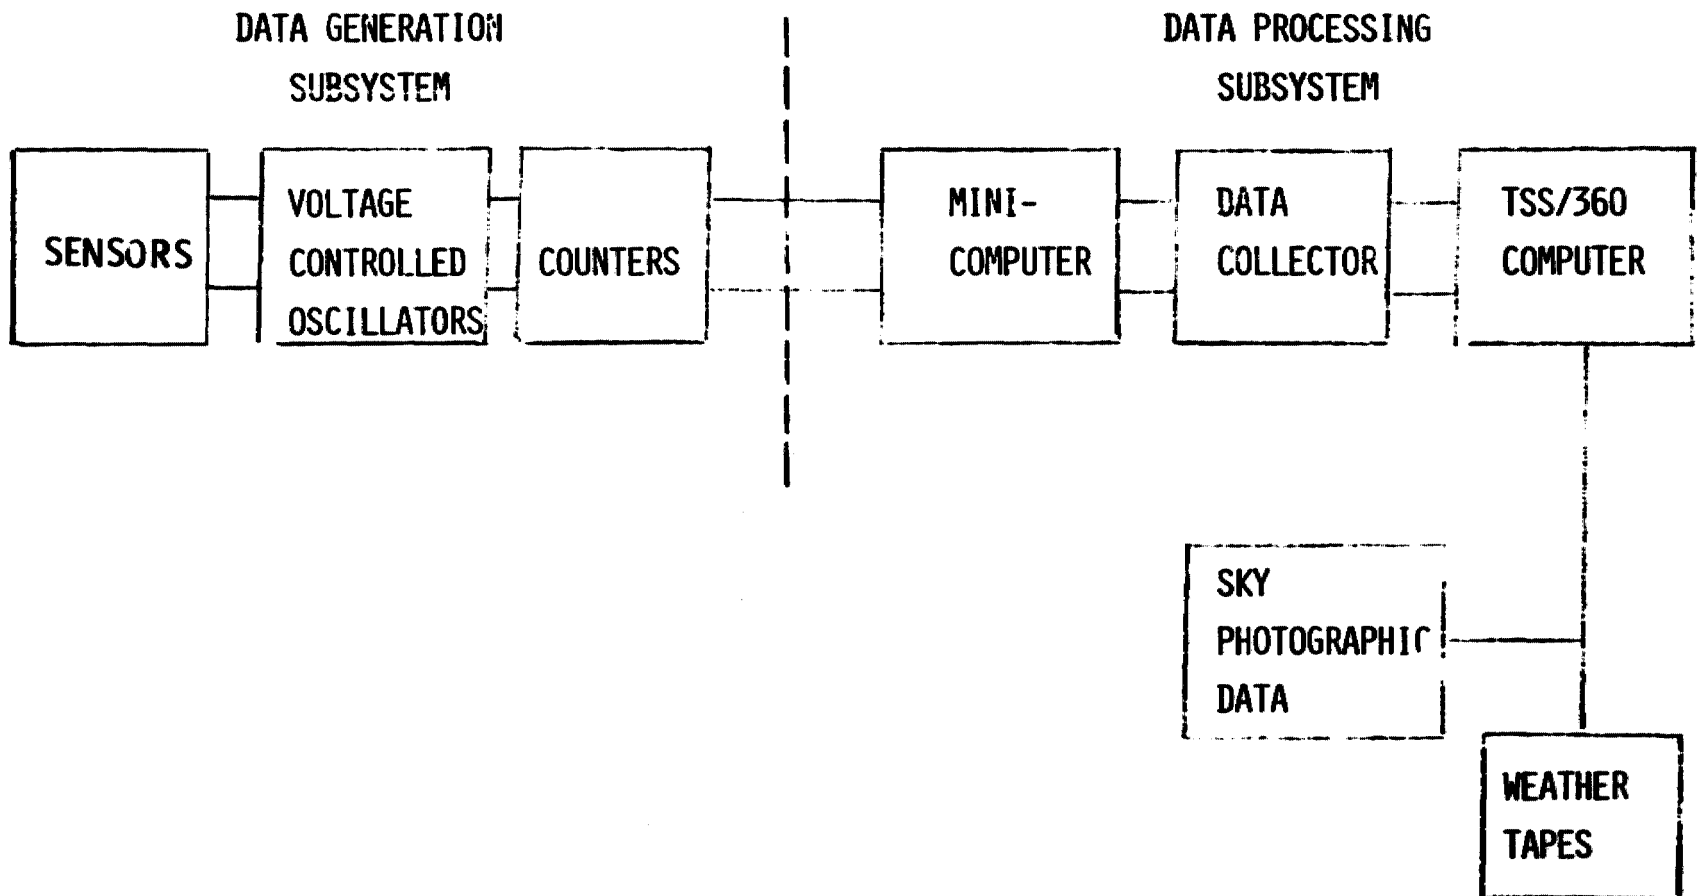 DATA GENERATION
SUBSYSTEM
DATA PROCESSING
SUBSYSTEM
SENSORS
VOLTAGE
CONTROLLED
OSCILLATORS
COUNTERS
MINI-
COMPUTER
DATA
COLLECTOR
TSS/360
COMPUTER
SKY
PHOTOGRAPHIC
DATA
WEATHER
TAPES